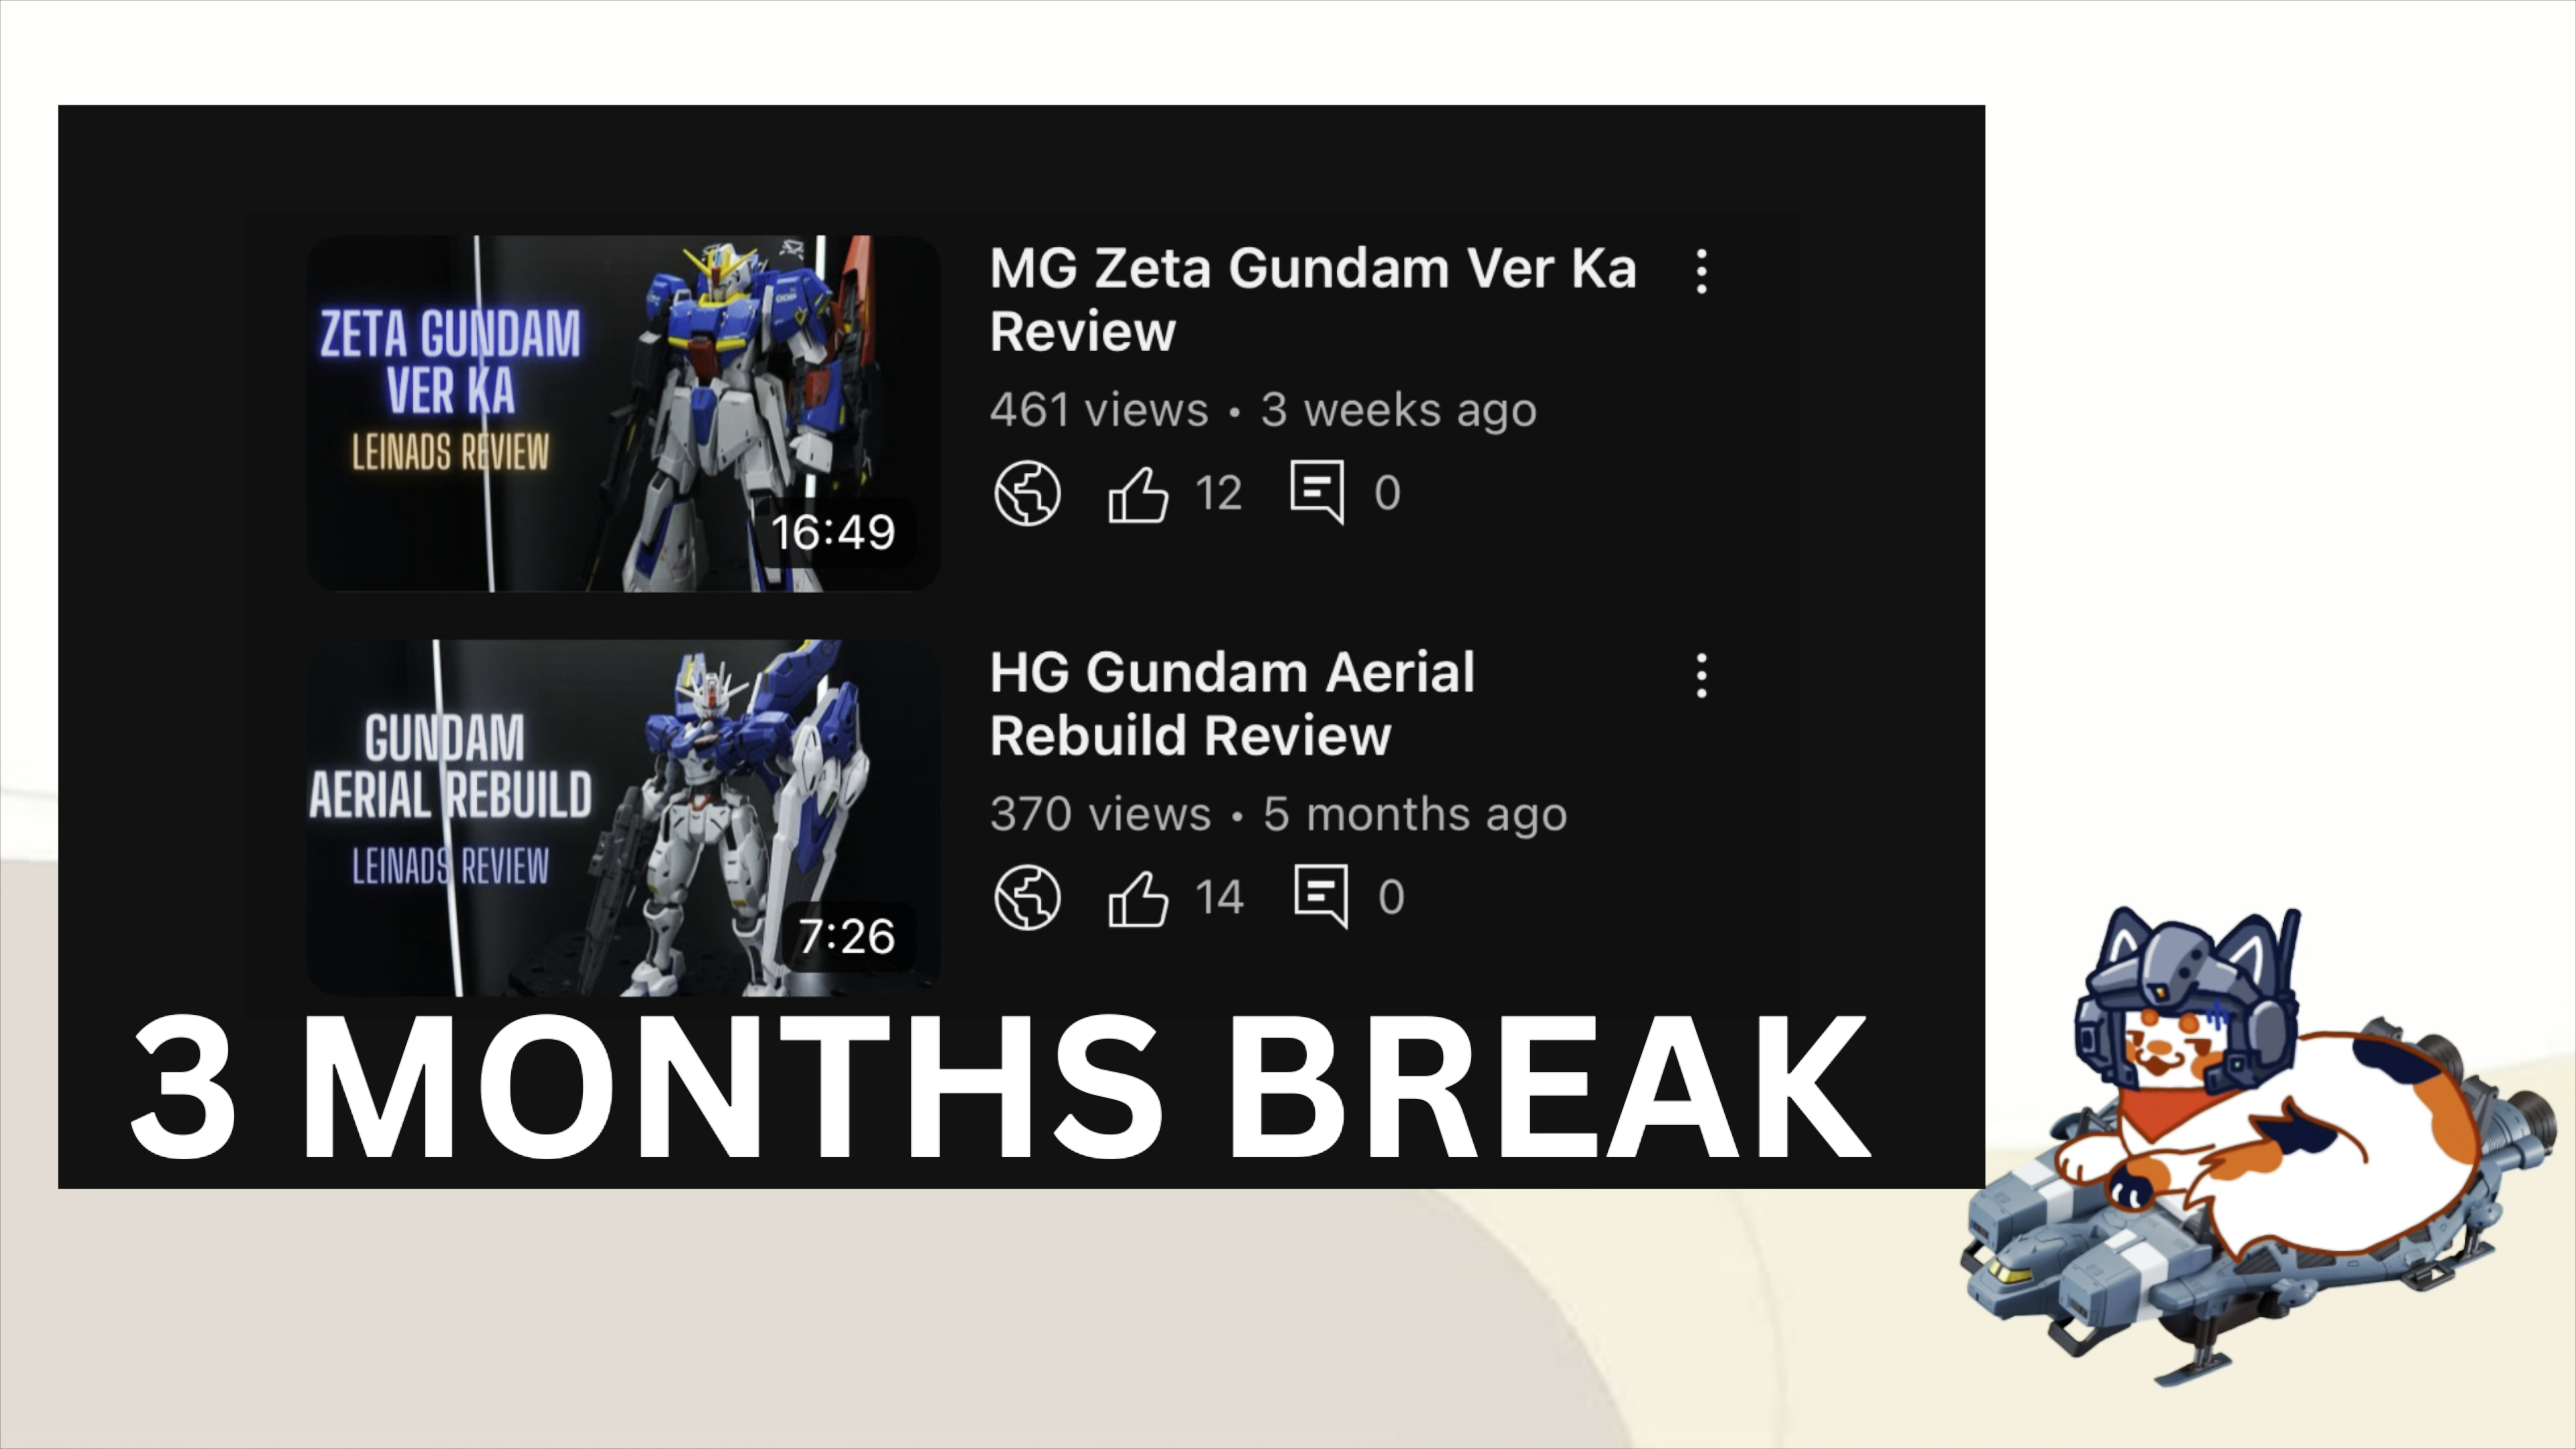 ZETA GUNDAM
VER KA
LEINADS REVIEW
16:49
MG Zeta Gundam Ver Ka
Review
461 views • 3 weeks ago
12
0
GUNDAM
AERIAL REBUILD
LEINADS REVIEW
7:26
HG Gundam Aerial
Rebuild Review
370 views • 5 months ago
14
0
3 MONTHS BREAK